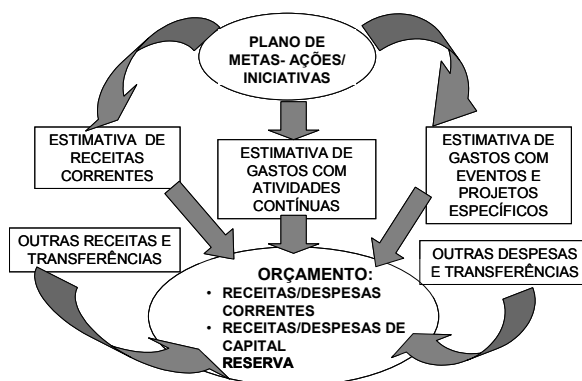 PLANO DE
METAS- AÇÕES/
INICIATIVAS
ESTIMATIVA DE
RECEITAS
CORRENTES
ESTIMATIVA DE
GASTOS COM
ATIVIDADES
CONTÍNUAS
ESTIMATIVA DE
GASTOS COM
EVENTOS E
PROJETOS
ESPECÍFICOS
OUTRAS RECEITAS E
TRANSFERÊNCIAS
OUTRAS DESPESAS
E TRANSFERÊNCIAS
ORÇAMENTO:
• RECEITAS/DESPESAS
CORRENTES
• RECEITAS/DESPESAS DE
CAPITAL
RESERVA